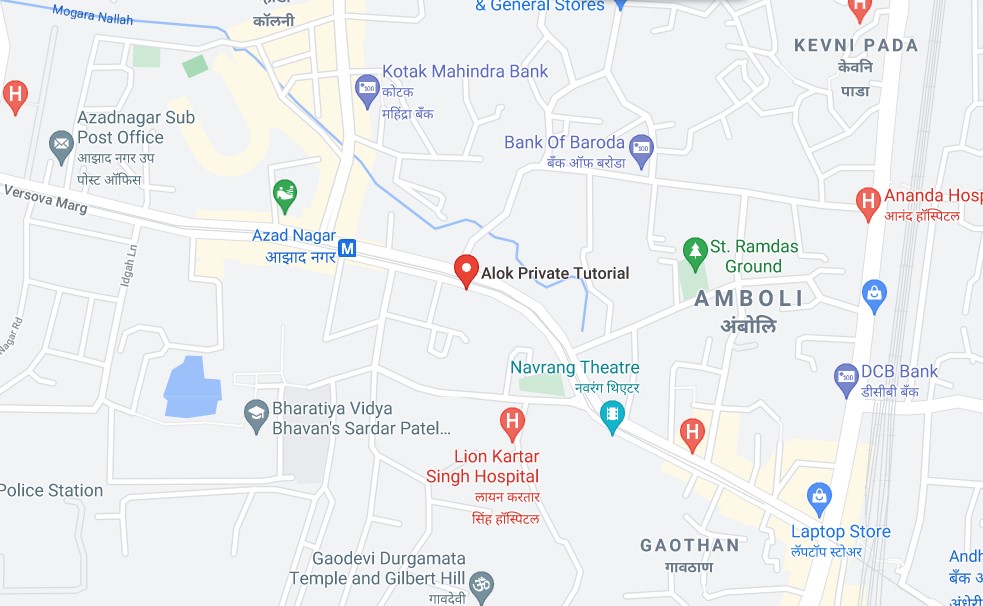 & General Stores
कॉलनी
Mogara Nallah
KEVNI PADA
केवनि
पाडा
Kotak Mahindra Bank
कोटक
महिंद्रा बँक
Azadnagar Sub
Post Office
आझाद नगर उप
पोस्ट ऑफिस
Bank Of Baroda
बँक ऑफ बरोडा
Versova Marg
Ananda Hosp
आनंद हॉस्पिटल
Azad Nagar
आझाद नगर
M
Idgah Ln
St. Ramdas
Ground
Alok Private Tutorial
AMBOLI
अंबोलि
Nagar Rd
Navrang Theatre
नवरंग थिएटर
DCB Bank
डीसीबी बँक
Bharatiya Vidya
Bhavan's Sardar Patel...
Lion Kartar
Singh Hospital
लायन करतार
सिंह हॉस्पिटल
Police Station
Laptop Store
लॅपटॉप स्टोअर
GAOTHAN
गावठाण
Gaodevi Durgamata
Temple and Gilbert Hill
गावदेवी
Andh
बँक अ
अंधेरी